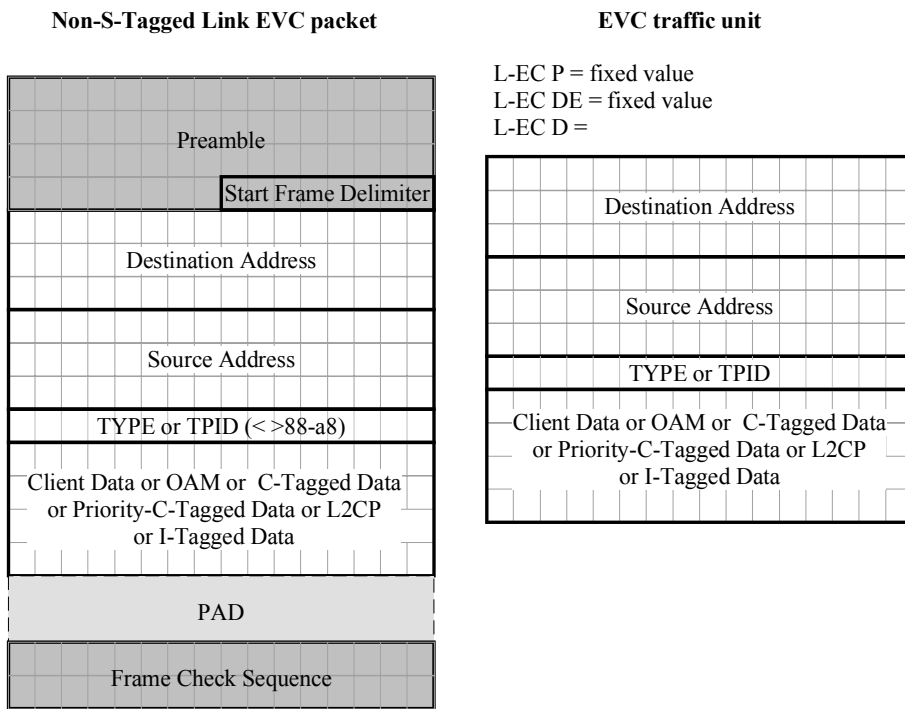 Non-S-Tagged Link EVC packet
Preamble
Start Frame Delimiter
Destination Address
Source Address
TYPE or TPID (< >88-a8)
Client Data or OAM or C-Tagged Data
or Priority-C-Tagged Data or L2CP
or I-Tagged Data
PAD
Frame Check Sequence
EVC traffic unit
L-EC P = fixed value
L-EC DE = fixed value
L-EC D =
Destination Address
Source Address
TYPE or TPID
Client Data or OAM or C-Tagged Data
or Priority-C-Tagged Data or L2CP
or I-Tagged Data